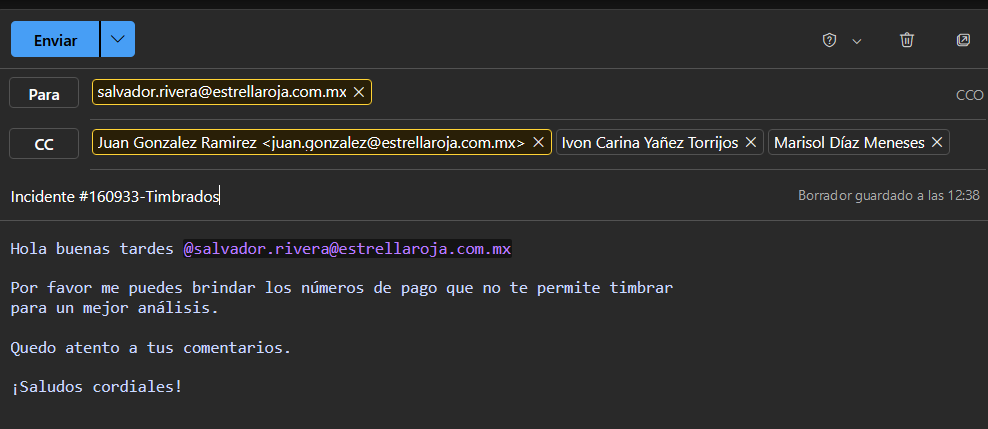 Enviar
Para
salvador.rivera@estrellaroja.com.mx
CCO
CC
Juan Gonzalez Ramirez <juan.gonzalez@estrellaroja.com.mx>
Ivon Carina Yañez Torrijos
Marisol Díaz Meneses
Incidente #160933-Timbrados
Borrador guardado a las 12:38
Hola buenas tardes @salvador.rivera@estrellaroja.com.mx
Por favor me puedes brindar los números de pago que no te permite timbrar
para un mejor análisis.
Quedo atento a tus comentarios.
¡Saludos cordiales!